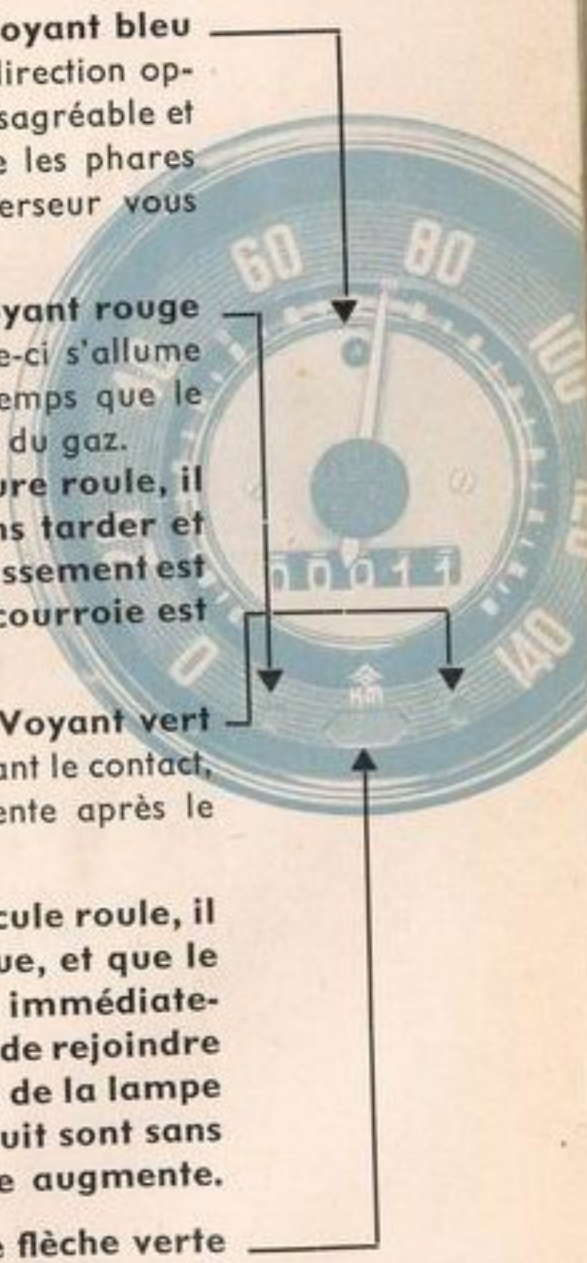 oyant bleu
direction op-
sagréable et
e les phares
erseur vous
yant rouge
e-ci s'allume
emps que le
du gaz.
ure roule, il
ns tarder et
issement est
courroie est
Voyant vert
ant le contact,
ente après le
cule roule, il
ue, et que le
immédiate-
de rejoindre
de la lampe
uit sont sans
e augmente.
e flèche verte
60
80
100
0
140
KM
00011